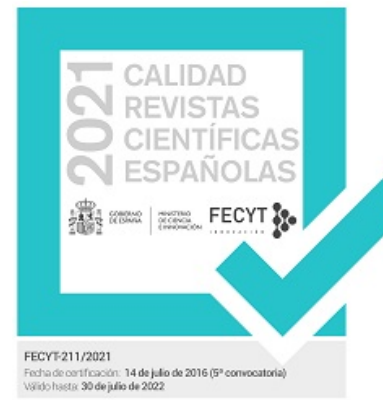 2021
CALIDAD
REVISTAS
CIENTÍFICAS
ESPAÑOLAS
GOBIERNO
DE ESPAÑA
MINISTERIO
DE CIENCIA
E INNOVACIÓN
FECYT
INNOVACIÓN
FECYT-211/2021
Fecha de certificación: 14 de julio de 2016 (5ª convocatoria)
Válido hasta: 30 de julio de 2022